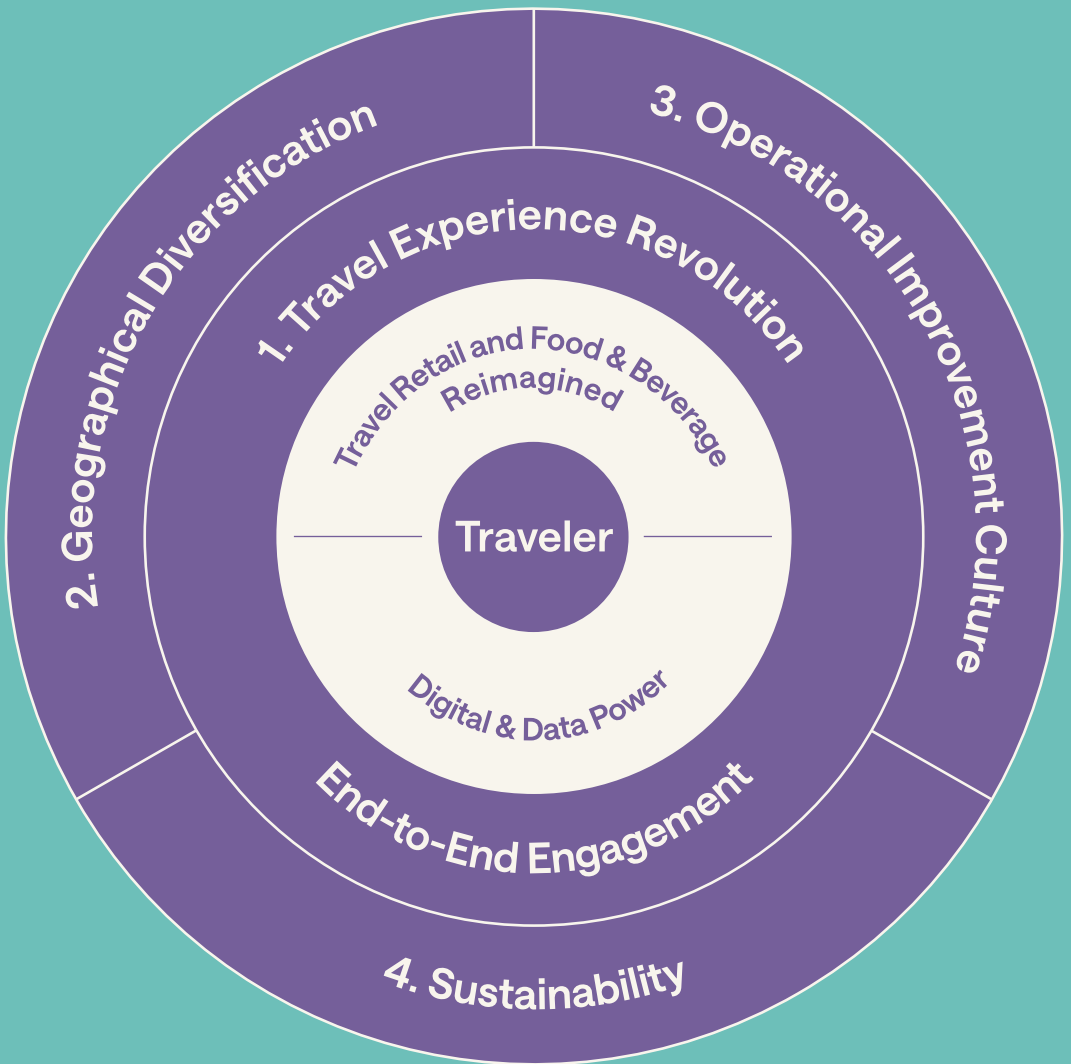 2. Geographical Diversification
3. Operational Improvement Culture
1. Travel Experience Revolution
Travel Retail and Food & Beverage
Reimagined
Traveler
Digital & Data Power
End-to-End Engagement
4. Sustainability